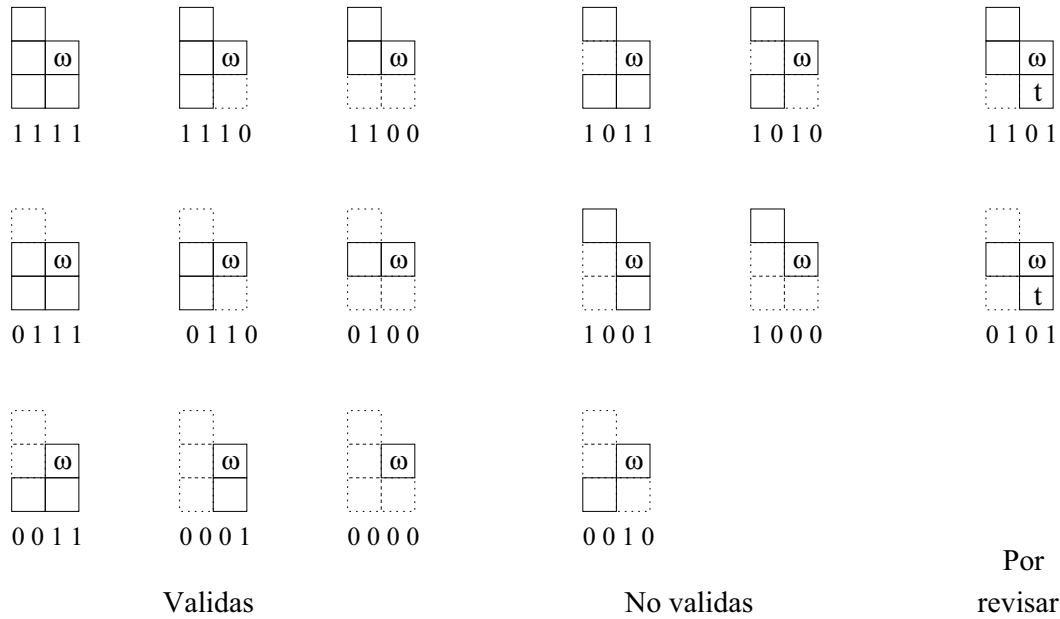 ω ω ω ω ω ω
t
1 1 1 1 1 1 1 0 1 1 0 0 1 0 1 1 1 0 1 0 1 1 0 1
ω ω ω ω ω ω
t
0 1 1 1 0 1 1 0 0 1 0 0 1 0 0 1 1 0 0 0 0 1 0 1
ω ω ω ω
0 0 1 1 0 0 0 1 0 0 0 0 0 0 1 0
Validas No validas Por
revisar